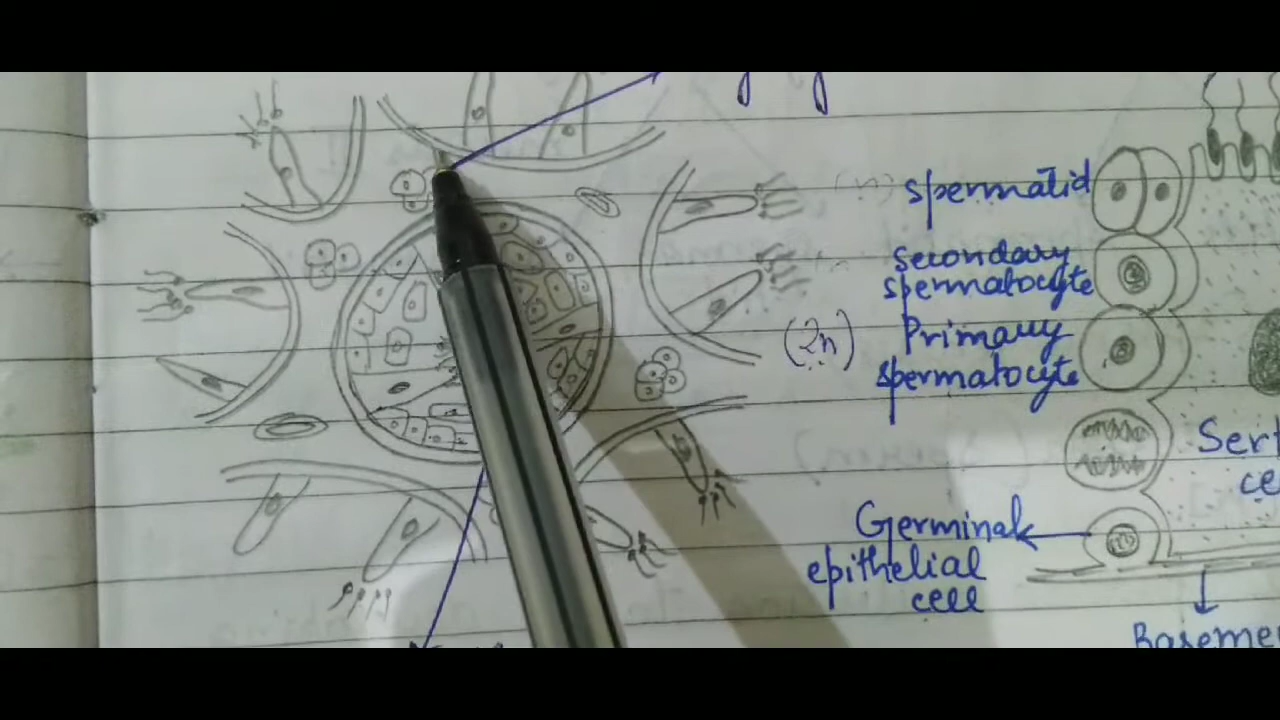 spermatid
secondary
spermatocyte
(2n) Primary
spermatocyte
Sert
ce
Germinal
epithelial
cell
Baseme